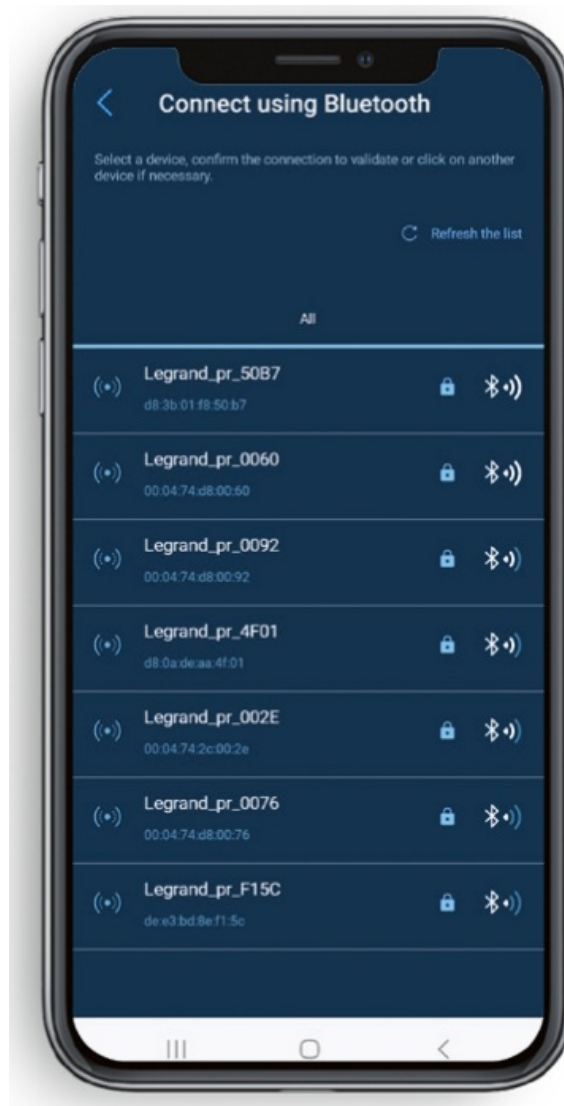 Connect using Bluetooth
Select a device, confirm the connection to validate or click on another
device if necessary.
Refresh the list
All
Legrand_pr_50B7
d8:3b:01:f8:50:b7
Legrand_pr_0060
00:04:74:d8:00:60
Legrand_pr_0092
00:04:74:d8:00:92
Legrand_pr_4F01
d8:0a:de:aa:4f:01
Legrand_pr_002E
00:04:74:2c:00:2e
Legrand_pr_0076
00:04:74:d8:00:76
Legrand_pr_F15C
de:e3:bd:8e:f1:5c